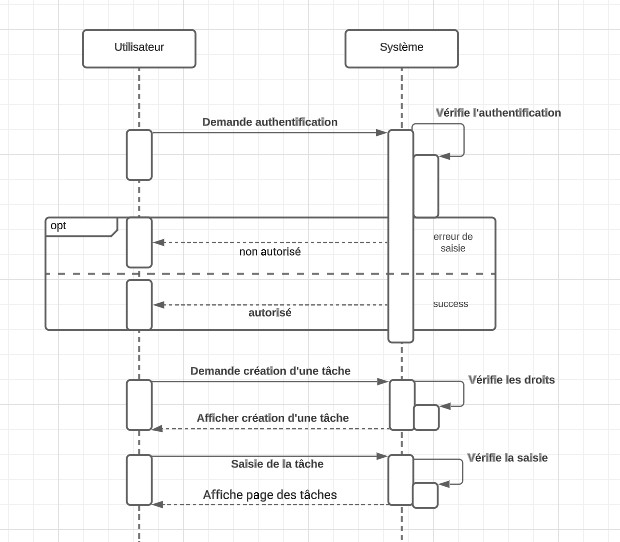 Utilisateur
Système
Vérifie l'authentification
Demande authentification
opt
erreur de
saisie
non autorisé
success
autorisé
Demande création d'une tâche
Vérifie les droits
Afficher création d'une tâche
Vérifie la saisie
Saisie de la tâche
Affiche page des tâches